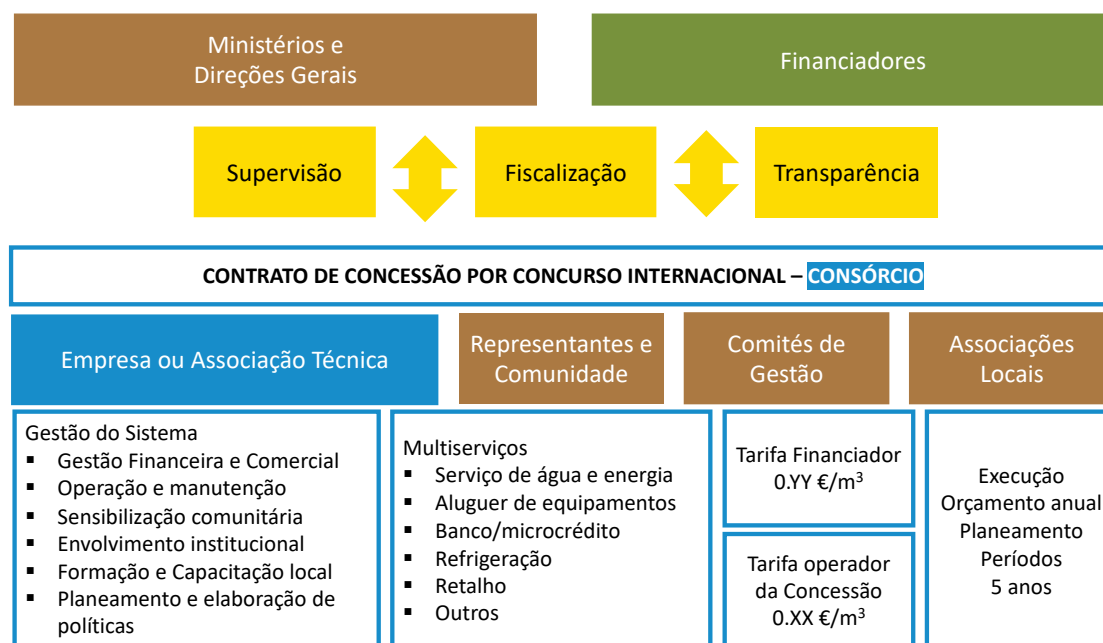 Ministérios e
Direções Gerais
Financiadores
Supervisão
Fiscalização
Transparência
CONTRATO DE CONCESSÃO POR CONCURSO INTERNACIONAL – CONSÓRCIO
Empresa ou Associação Técnica
Representantes e
Comunidade
Comités de
Gestão
Associações
Locais
Gestão do Sistema
▪ Gestão Financeira e Comercial
▪ Operação e manutenção
▪ Sensibilização comunitária
▪ Envolvimento institucional
▪ Formação e Capacitação local
▪ Planeamento e elaboração de
políticas
Multiserviços
▪ Serviço de água e energia
▪ Aluguer de equipamentos
▪ Banco/microcrédito
▪ Refrigeração
▪ Retalho
▪ Outros
Tarifa Financiador
0.YY €/m³
Tarifa operador
da Concessão
0.XX €/m³
Execução
Orçamento anual
Planeamento
Períodos
5 anos